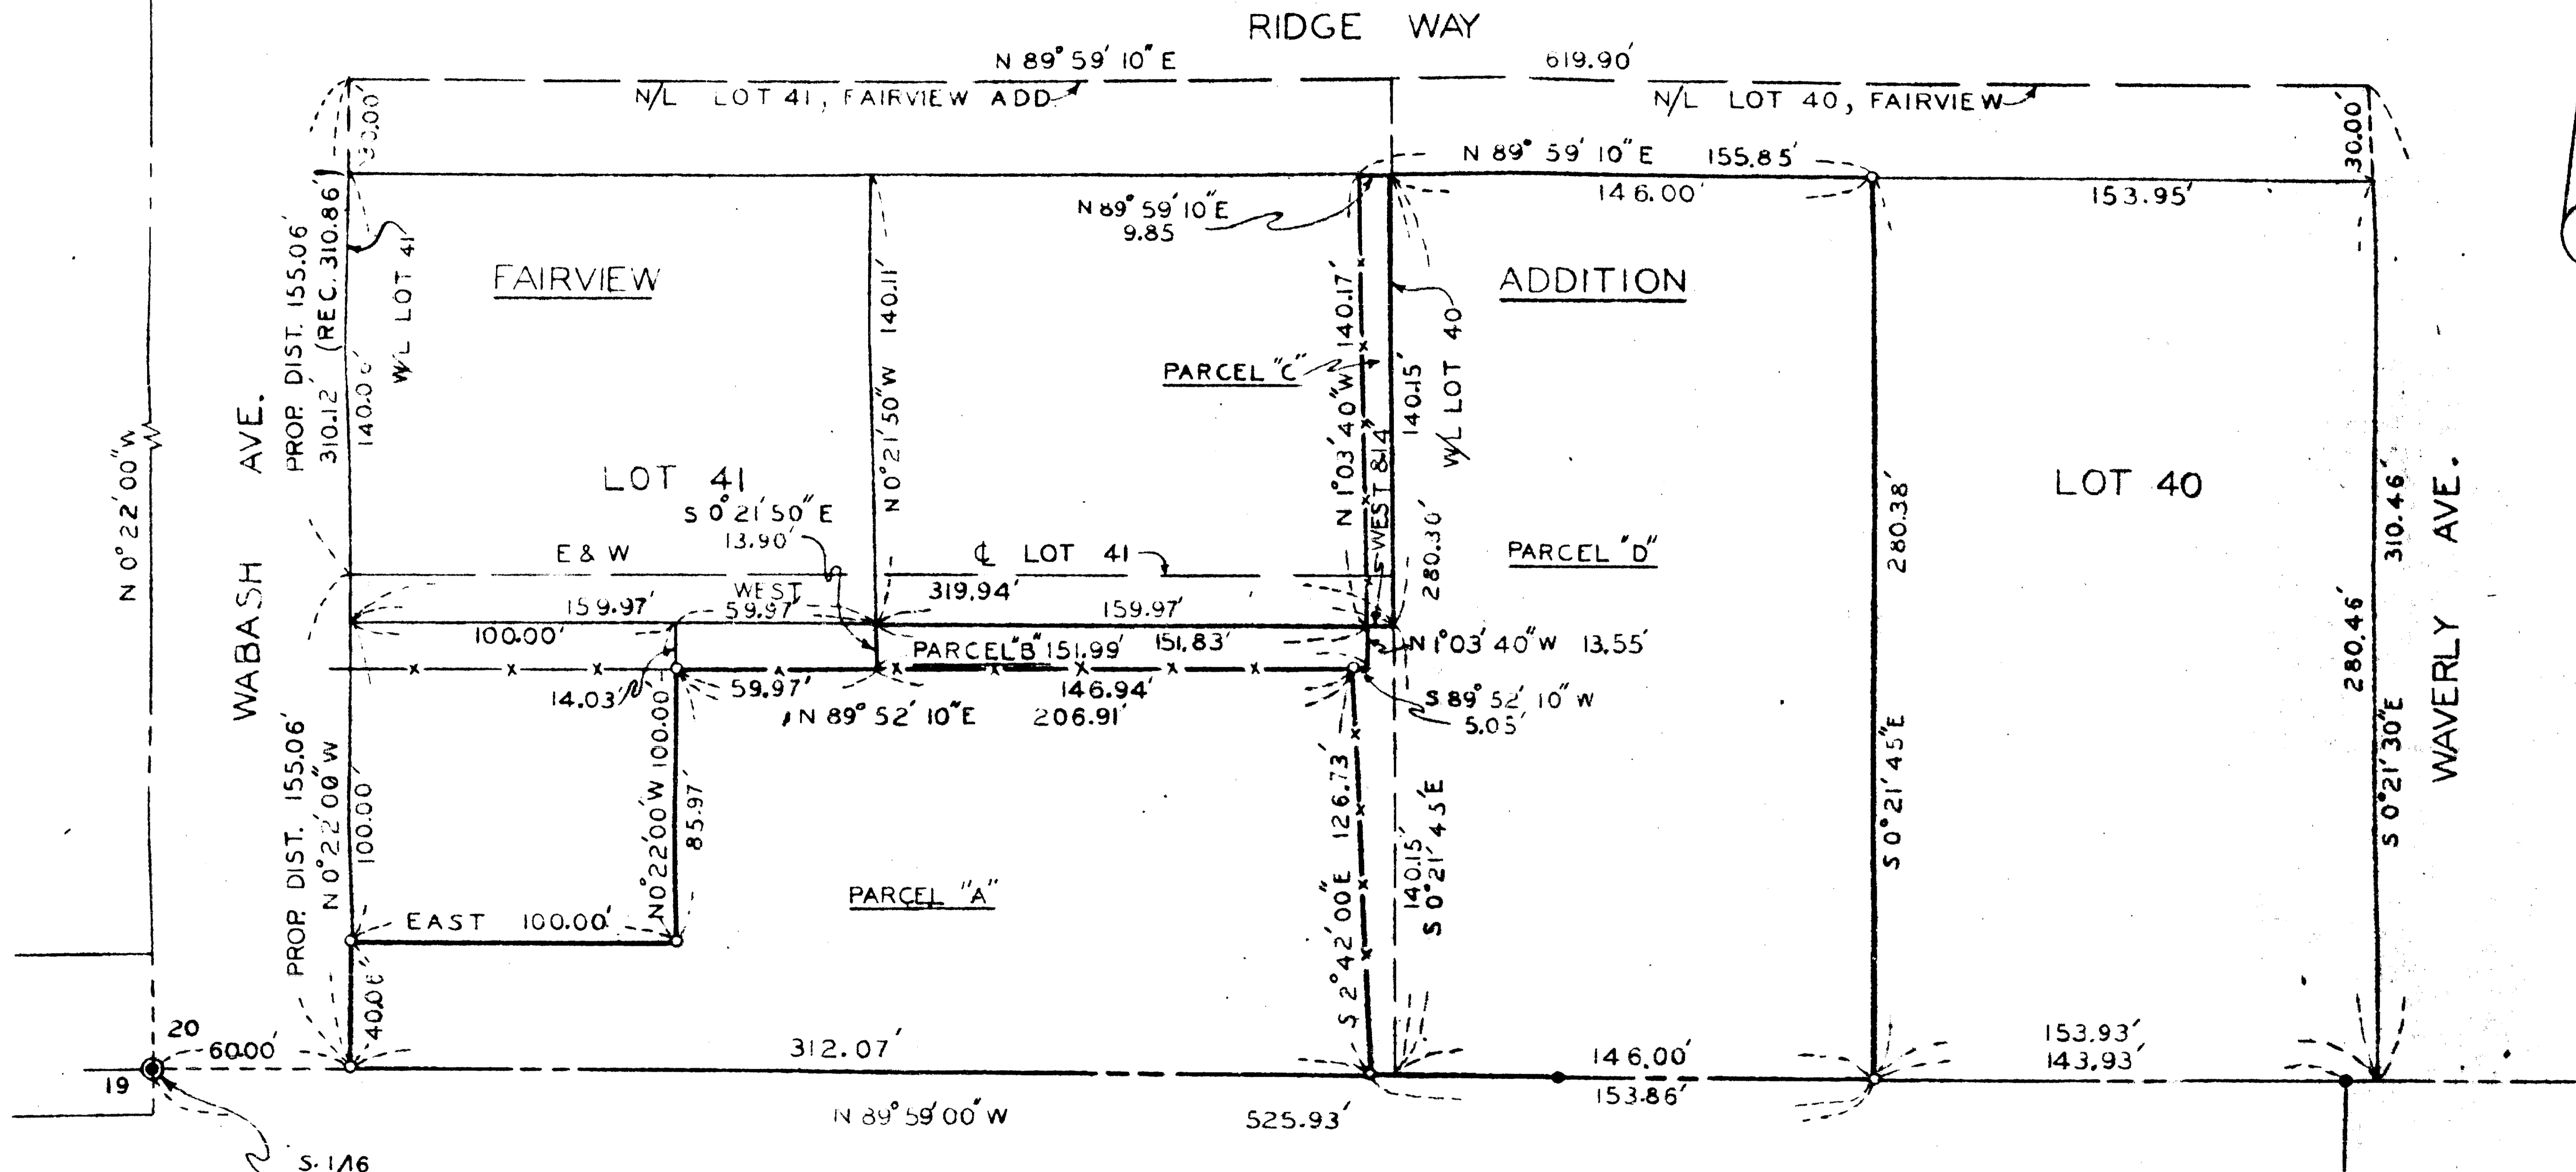 RIDGE WAY
N 89° 59' 10" E 619.90'
N/L LOT 41, FAIRVIEW ADD.
N/L LOT 40, FAIRVIEW
30.00'
30.00'
N 89° 59' 10" E 155.85'
146.00'
153.95'
N 89° 59' 10" E
9.85
PROP. DIST. 155.06'
310.12' (REC. 310.86')
140.06'
W/L LOT 41
FAIRVIEW
ADDITION
N 0° 21' 50" W 140.11'
N 1° 03' 40" W 140.17'
PARCEL "C"
WEST 8.14'
140.15'
W/L LOT 40
N 0° 22' 00" W
WABASH AVE.
LOT 41
LOT 40
S 0° 21' 50" E
13.90'
E & W
℄ LOT 41
PARCEL "D"
280.30'
280.38'
S 0° 21' 45" E
310.46'
280.46'
S 0° 21' 30" E
WAVERLY AVE.
WEST
319.94'
159.97'
59.97'
159.97'
100.00'
PARCEL "B" 151.99'
151.83'
N 1° 03' 40" W 13.55'
14.03'
59.97'
146.94'
N 89° 52' 10" E 206.91'
S 89° 52' 10" W
5.05'
PROP. DIST. 155.06'
N 0° 22' 00" W
100.00'
N 0° 22' 00" W 100.00'
85.97'
S 2° 42' 00" E 126.73'
140.15'
S 0° 21' 45" E
PARCEL "A"
EAST 100.00'
40.06'
20
60.00'
19
312.07'
146.00'
153.86'
153.93'
143.93'
N 89° 59' 00" W 525.93'
S. 1/16